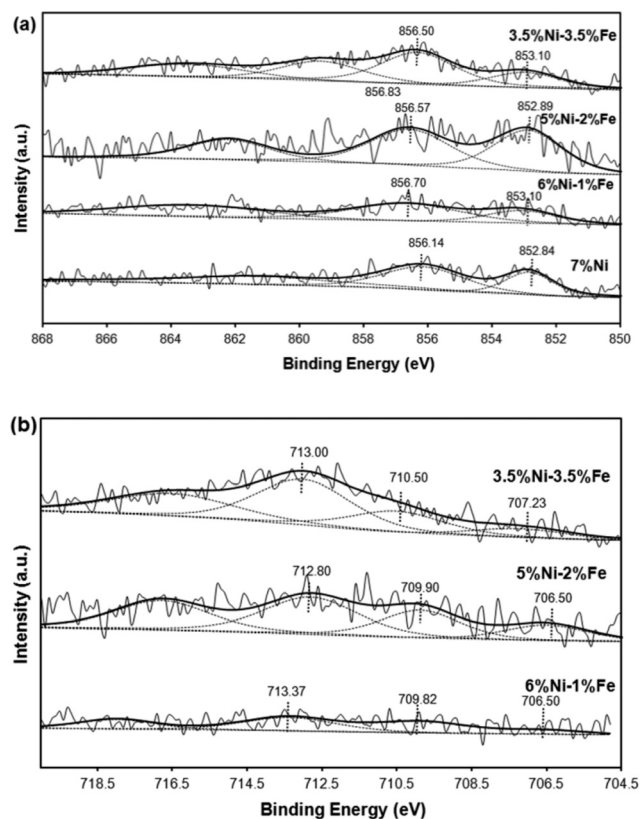 (a)
856.50
3.5%Ni-3.5%Fe
853.10
856.83
856.57
852.89
5%Ni-2%Fe
856.70
6%Ni-1%Fe
853.10
856.14
852.84
7%Ni
Intensity (a.u.)
868 866 864 862 860 858 856 854 852 850
Binding Energy (eV)
(b)
713.00
710.50
3.5%Ni-3.5%Fe
707.23
712.80
709.90
5%Ni-2%Fe
706.50
713.37
709.82
6%Ni-1%Fe
706.50
Intensity (a.u.)
718.5 716.5 714.5 712.5 710.5 708.5 706.5 704.5
Binding Energy (eV)